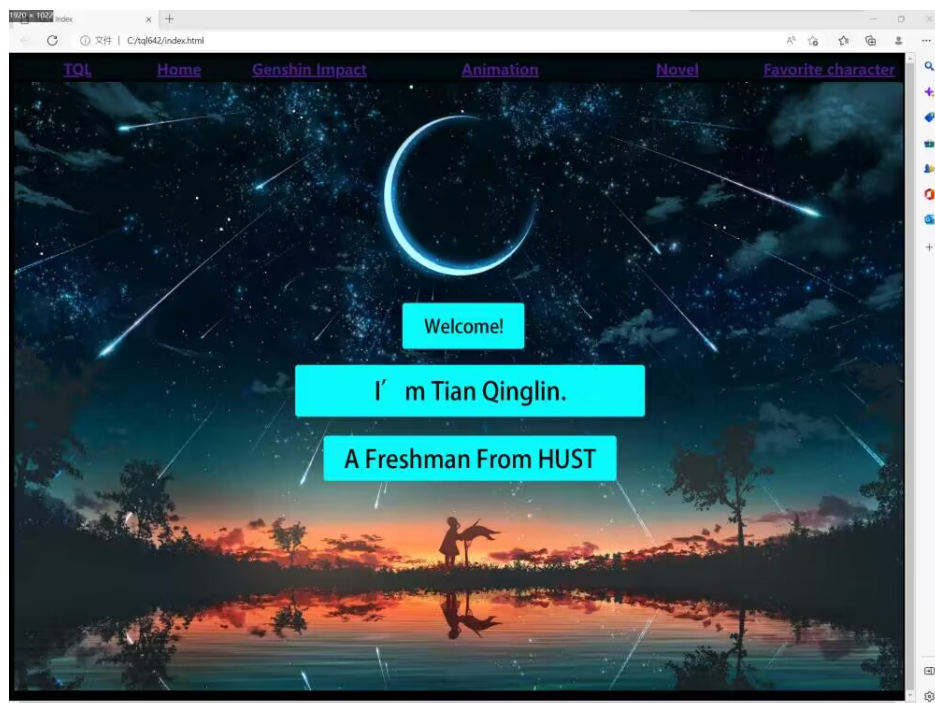 1920 × 1022
Index
文件 | C:/tql642/index.html
TQL Home Genshin Impact Animation Novel Favorite character
Welcome!
I′ m Tian Qinglin.
A Freshman From HUST